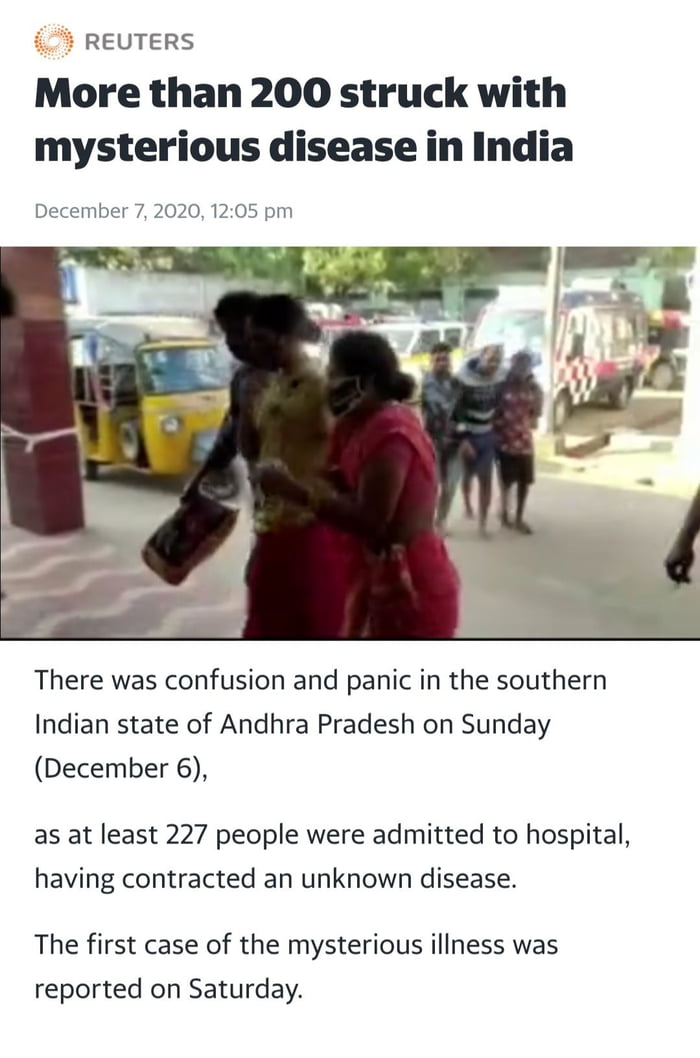 REUTERS
More than 200 struck with
mysterious disease in India
December 7, 2020, 12:05 pm
There was confusion and panic in the southern
Indian state of Andhra Pradesh on Sunday
(December 6),
as at least 227 people were admitted to hospital,
having contracted an unknown disease.
The first case of the mysterious illness was
reported on Saturday.